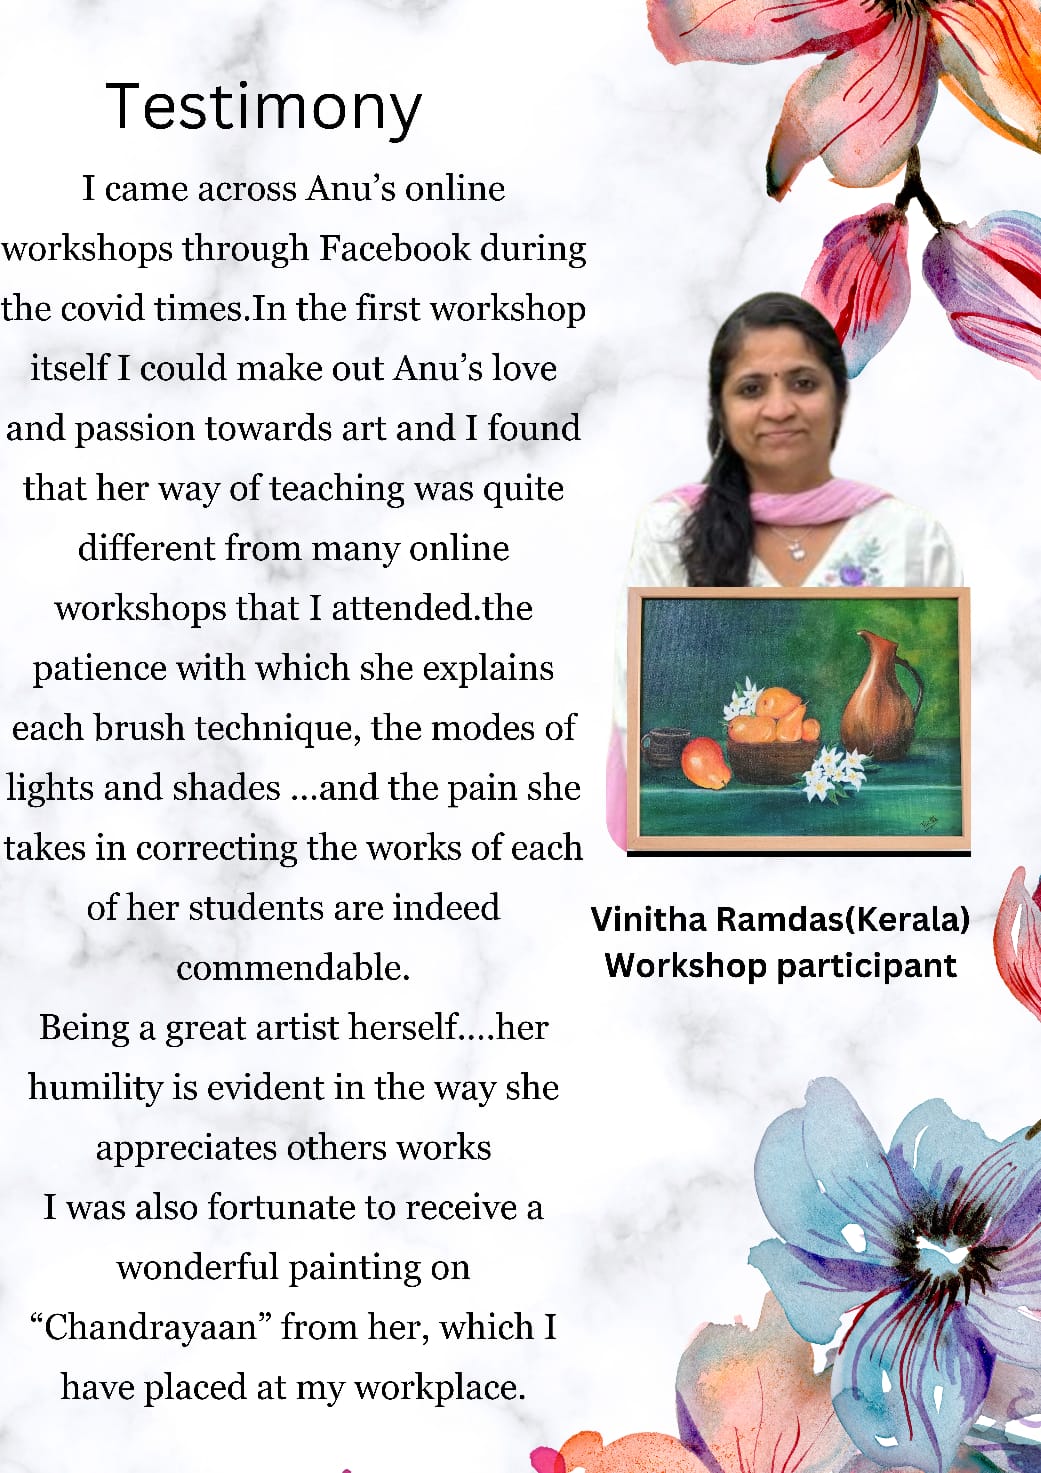 Testimony
I came across Anu’s online
workshops through Facebook during
the covid times.In the first workshop
itself I could make out Anu’s love
and passion towards art and I found
that her way of teaching was quite
different from many online
workshops that I attended.the
patience with which she explains
each brush technique, the modes of
lights and shades ...and the pain she
takes in correcting the works of each
of her students are indeed
commendable.
Being a great artist herself....her
humility is evident in the way she
appreciates others works
I was also fortunate to receive a
wonderful painting on
“Chandrayaan” from her, which I
have placed at my workplace.
Vinitha Ramdas(Kerala)
Workshop participant